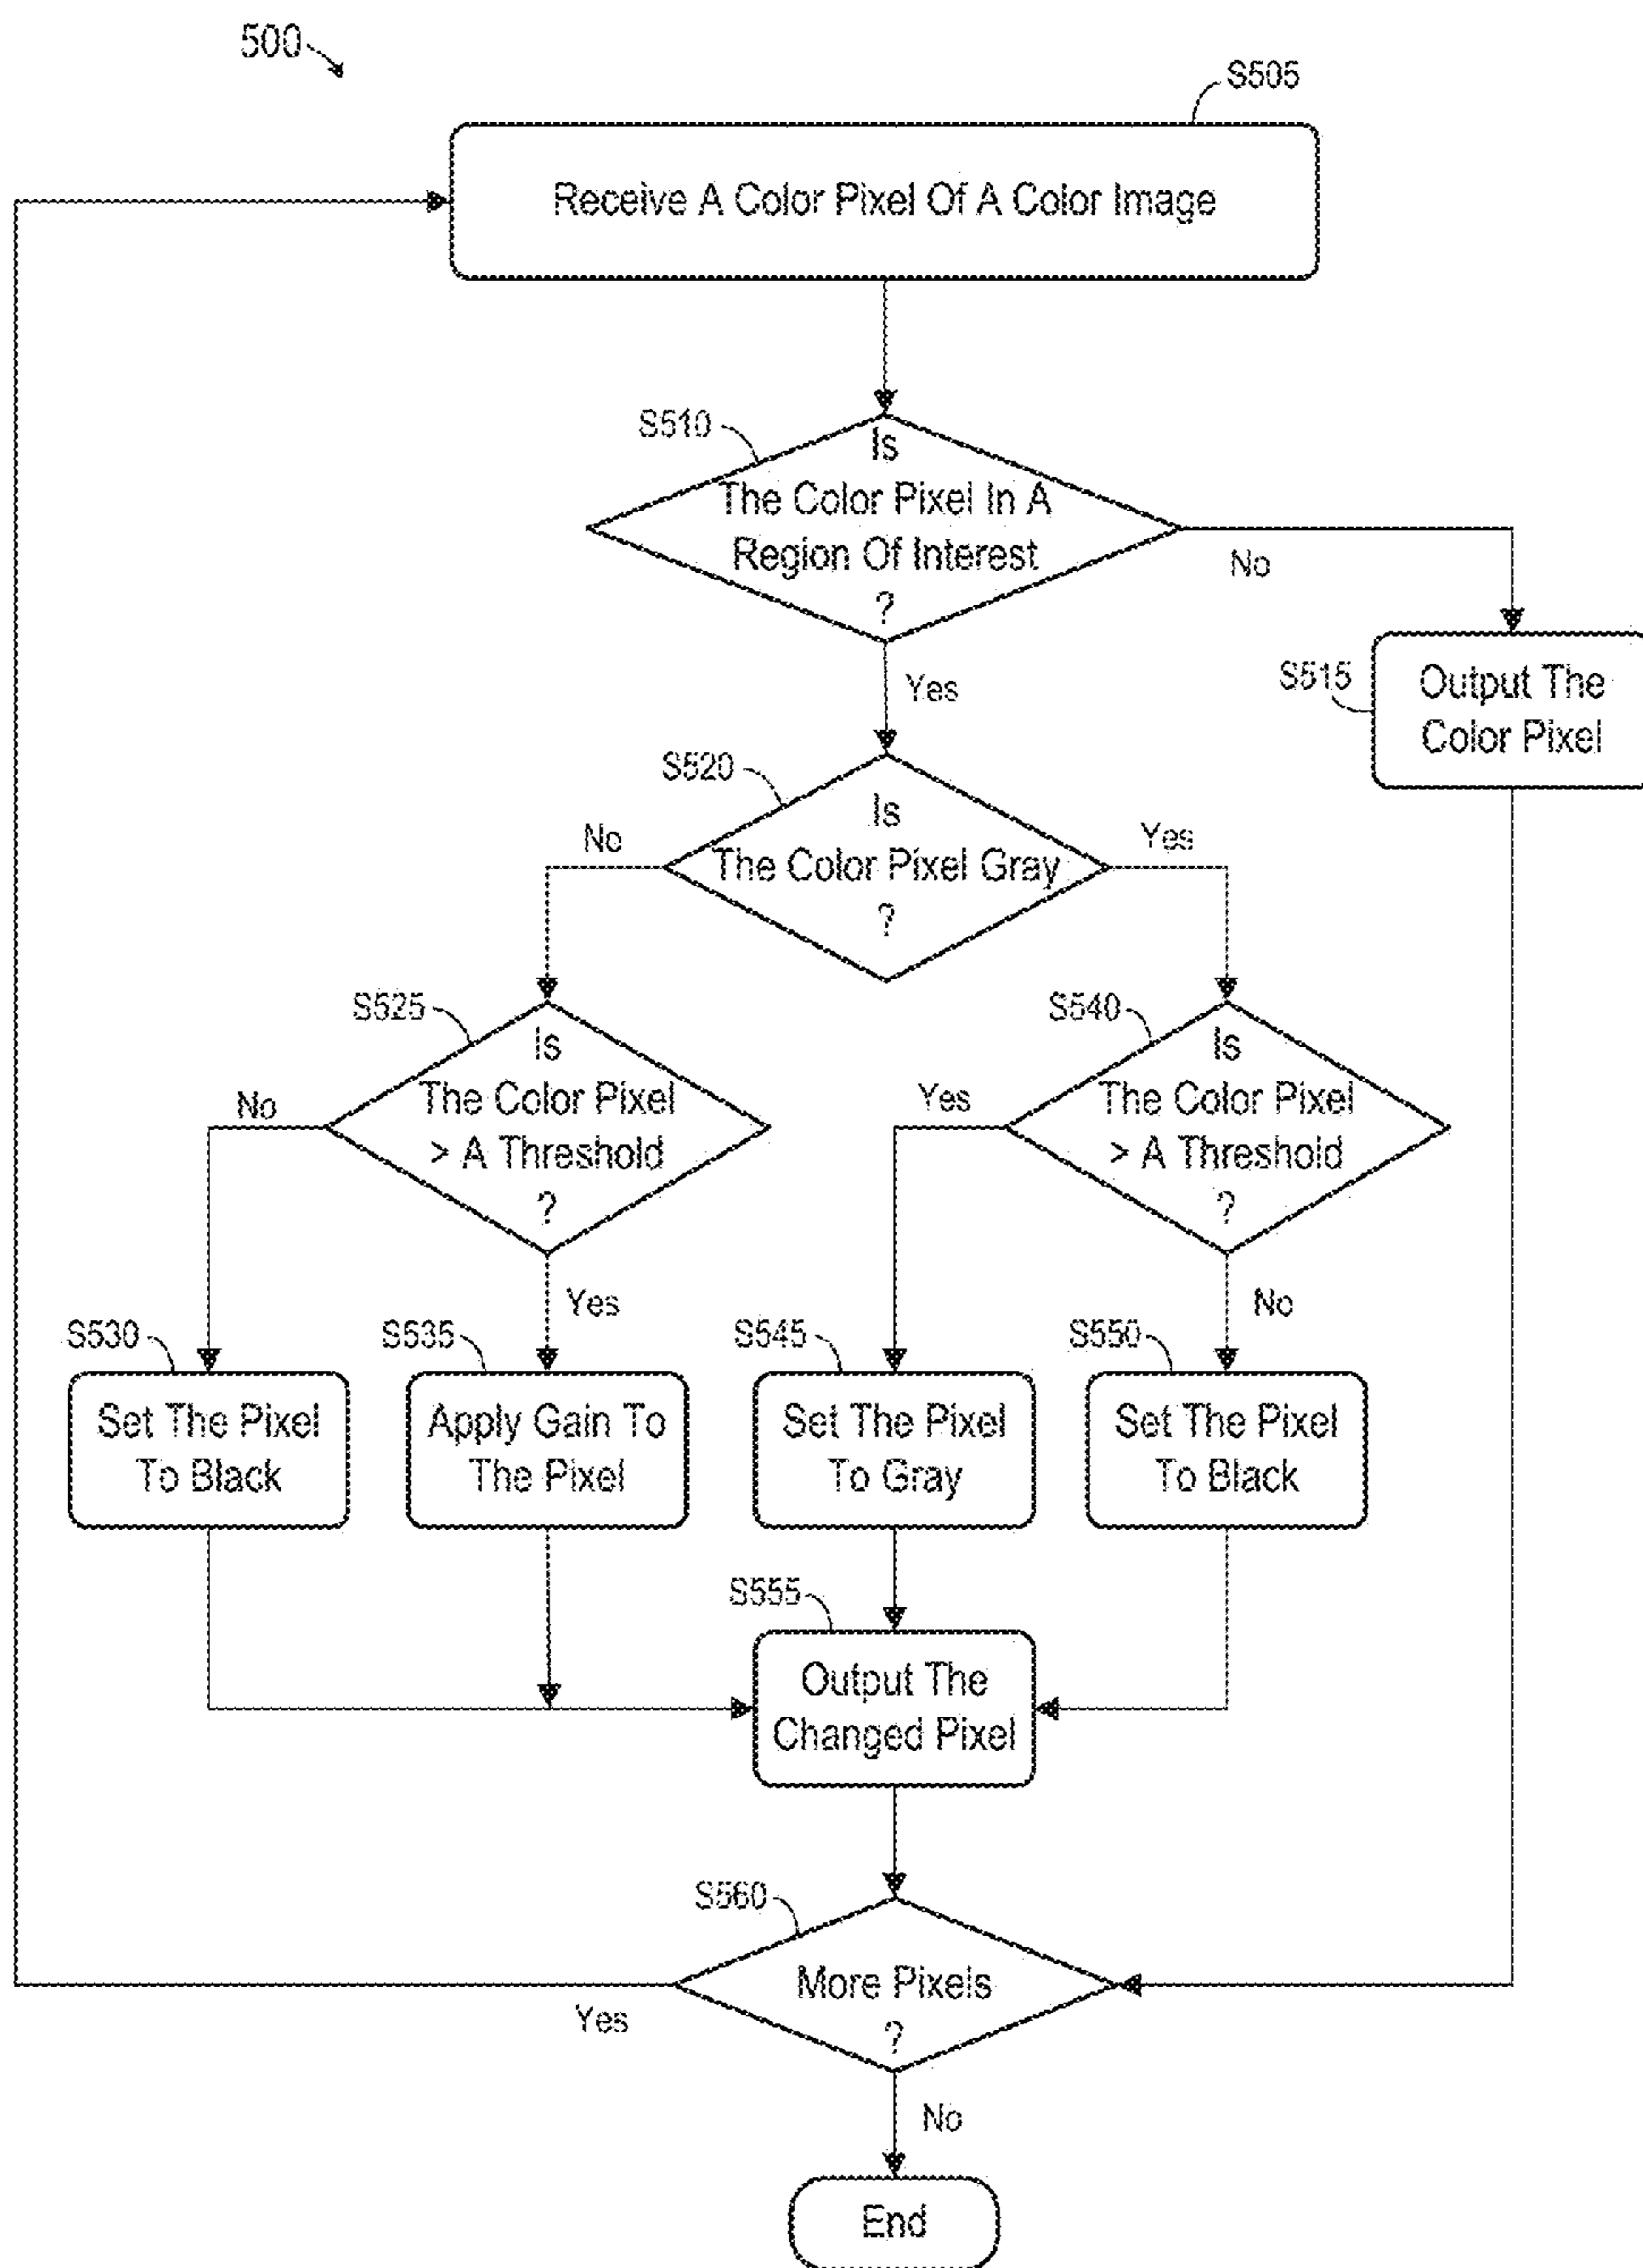 500
S505
Receive A Color Pixel Of A Color Image
S510
Is
The Color Pixel In A
Region Of Interest
?
No
Yes
S515
Output The
Color Pixel
S520
Is
The Color Pixel Gray
?
No
Yes
S525
Is
The Color Pixel
> A Threshold
?
No
Yes
S540
Is
The Color Pixel
> A Threshold
?
Yes
No
S530
Set The Pixel
To Black
S535
Apply Gain To
The Pixel
S545
Set The Pixel
To Gray
S550
Set The Pixel
To Black
S555
Output The
Changed Pixel
S560
More Pixels
?
Yes
No
End